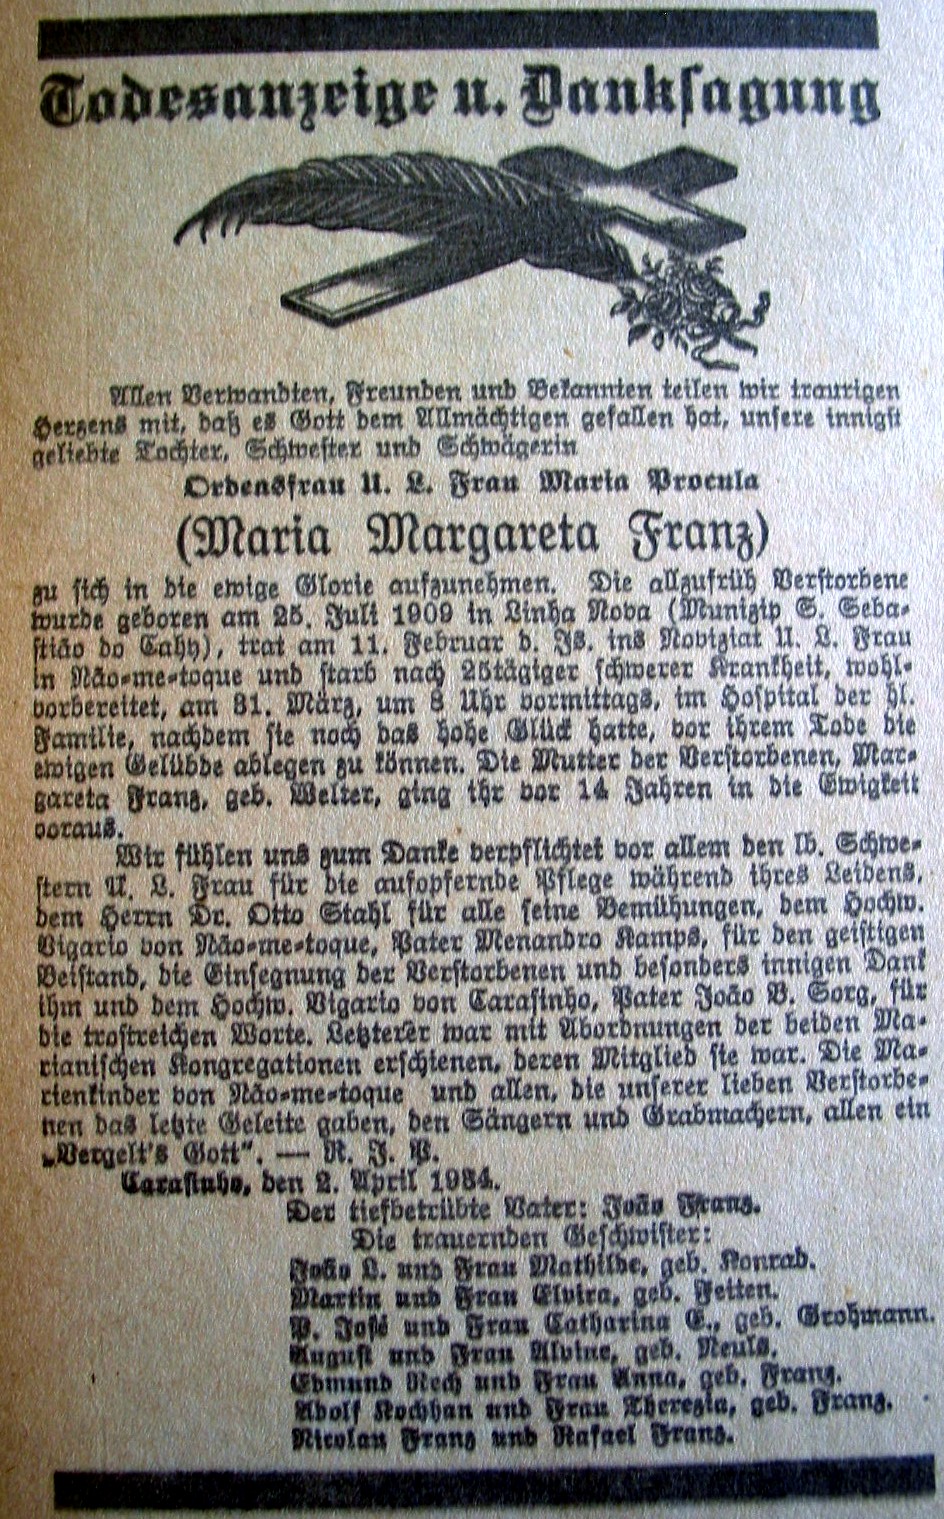 Todesanzeige u. Danksagung
Allen Verwandten, Freunden und Bekannten teilen wir traurigen
Herzens mit, daß es Gott dem Allmächtigen gefallen hat, unsere innigst
geliebte Tochter, Schwester und Schwägerin
Ordensfrau U. L. Frau Maria Procula
(Maria Margareta Franz)
zu sich in die ewige Glorie aufzunehmen. Die allzufrüh Verstorbene
wurde geboren am 25. Juli 1909 in Linha Nova (Munizip S. Seba-
stião do Cahy), trat am 11. Februar d. Js. ins Noviziat U. L. Frau
in Não-me-toque und starb nach 25tägiger schwerer Krankheit, wohl-
vorbereitet, am 31. März, um 8 Uhr vormittags, im Hospital der hl.
Familie, nachdem sie noch das hohe Glück hatte, vor ihrem Tode die
ewigen Gelübde ablegen zu können. Die Mutter der Verstorbenen, Mar-
gareta Franz, geb. Welter, ging ihr vor 14 Jahren in die Ewigkeit
voraus.
Wir fühlen uns zum Danke verpflichtet vor allem den lb. Schwe-
stern U. L. Frau für die aufopfernde Pflege während ihres Leidens,
dem Herrn Dr. Otto Stahl für alle seine Bemühungen, dem Hochw.
Vigario von Não-me-toque, Pater Menandro Kamps, für den geistigen
Beistand, die Einsegnung der Verstorbenen und besonders innigen Dank
ihm und dem Hochw. Vigario von Carasinho, Pater João B. Sorg, für
die trostreichen Worte. Letzterer war mit Abordnungen der beiden Ma-
rianischen Kongregationen erschienen, deren Mitglied sie war. Die Ma-
rienkinder von Não-me-toque und allen, die unserer lieben Verstorbe-
nen das letzte Geleite gaben, den Sängern und Grabmachern, allen ein
„Vergelt's Gott". — R. J. P.
Carasinho, den 2. April 1934.
Der tiefbetrübte Vater: João Franz.
Die trauernden Geschwister:
João L. und Frau Mathilde, geb. Konrad.
Martin und Frau Elvira, geb. Feiten.
P. José und Frau Catharina E., geb. Grohmann.
August und Frau Alvine, geb. Reuls.
Edmund Rech und Frau Anna, geb. Franz.
Adolf Kochhan und Frau Therezia, geb. Franz.
Nicolau Franz und Rafael Franz.